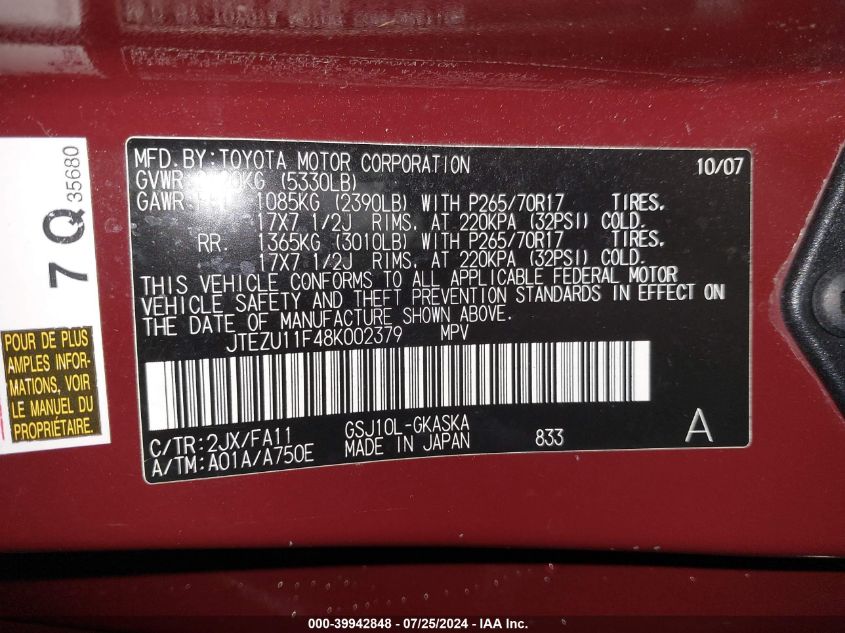 7 Q 35680
POUR DE PLUS
AMPLES INFOR-
MATIONS, VOIR
LE MANUEL DU
PROPRIÉTAIRE.
MFD. BY: TOYOTA MOTOR CORPORATION 10/07
GVWR KG (5330LB)
GAWR 1085KG (2390LB) WITH P265/70R17 TIRES,
17X7 1/2J RIMS, AT 220KPA (32PSI) COLD.
RR. 1365KG (3010LB) WITH P265/70R17 TIRES,
17X7 1/2J RIMS, AT 220KPA (32PSI) COLD.
THIS VEHICLE CONFORMS TO ALL APPLICABLE FEDERAL MOTOR
VEHICLE SAFETY AND THEFT PREVENTION STANDARDS IN EFFECT ON
THE DATE OF MANUFACTURE SHOWN ABOVE.
JTEZU11F48K002379 MPV
C/TR: 2JX/FA11 GSJ10L-GKASKA
A/TM: A01A/A750E MADE IN JAPAN 833 A
000-39942848 - 07/25/2024 - IAA Inc.